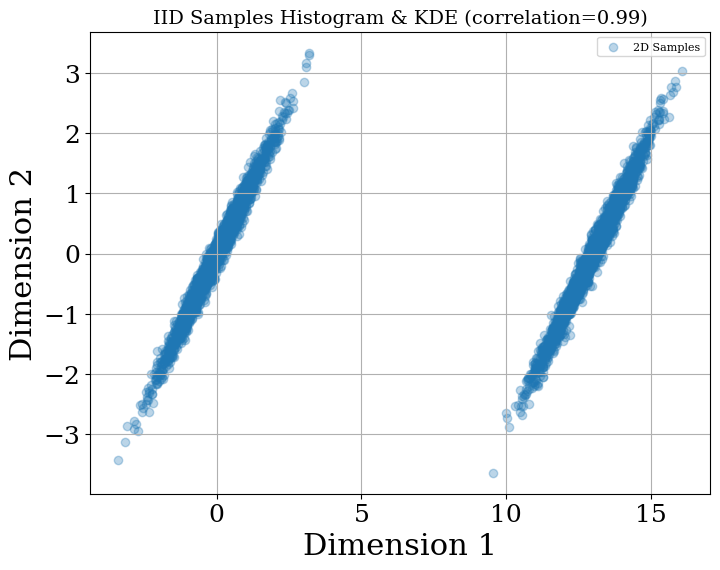 IID Samples Histogram & KDE (correlation=0.99)
2D Samples
3
2
1
0
−1
−2
−3
Dimension 2
0
5
10
15
Dimension 1